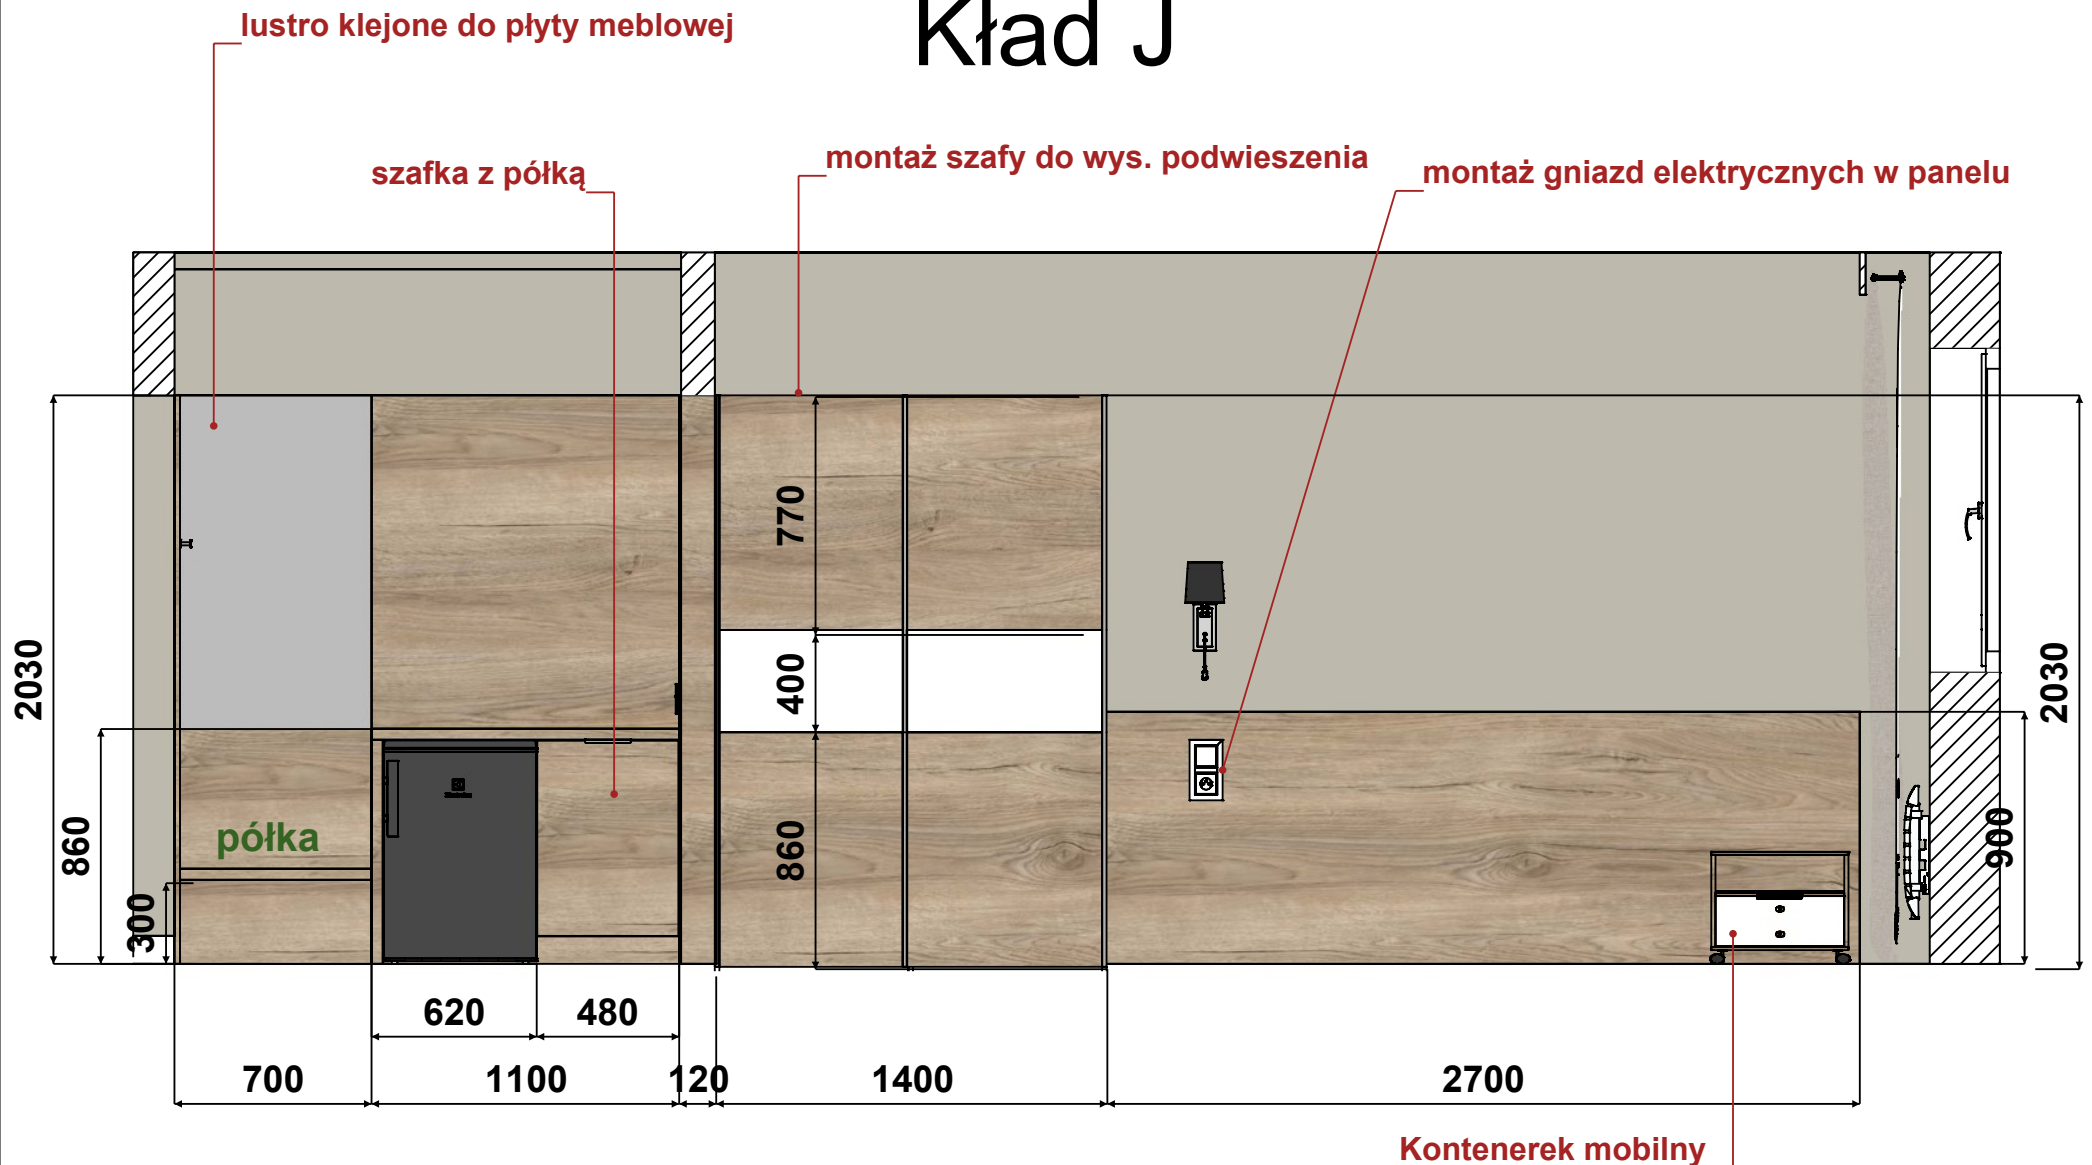 Kład J
lustro klejone do płyty meblowej
szafka z półką
montaż szafy do wys. podwieszenia
montaż gniazd elektrycznych w panelu
2030
860
300
półka
770
400
860
2030
900
620
480
700
1100
120
1400
2700
Kontenerek mobilny